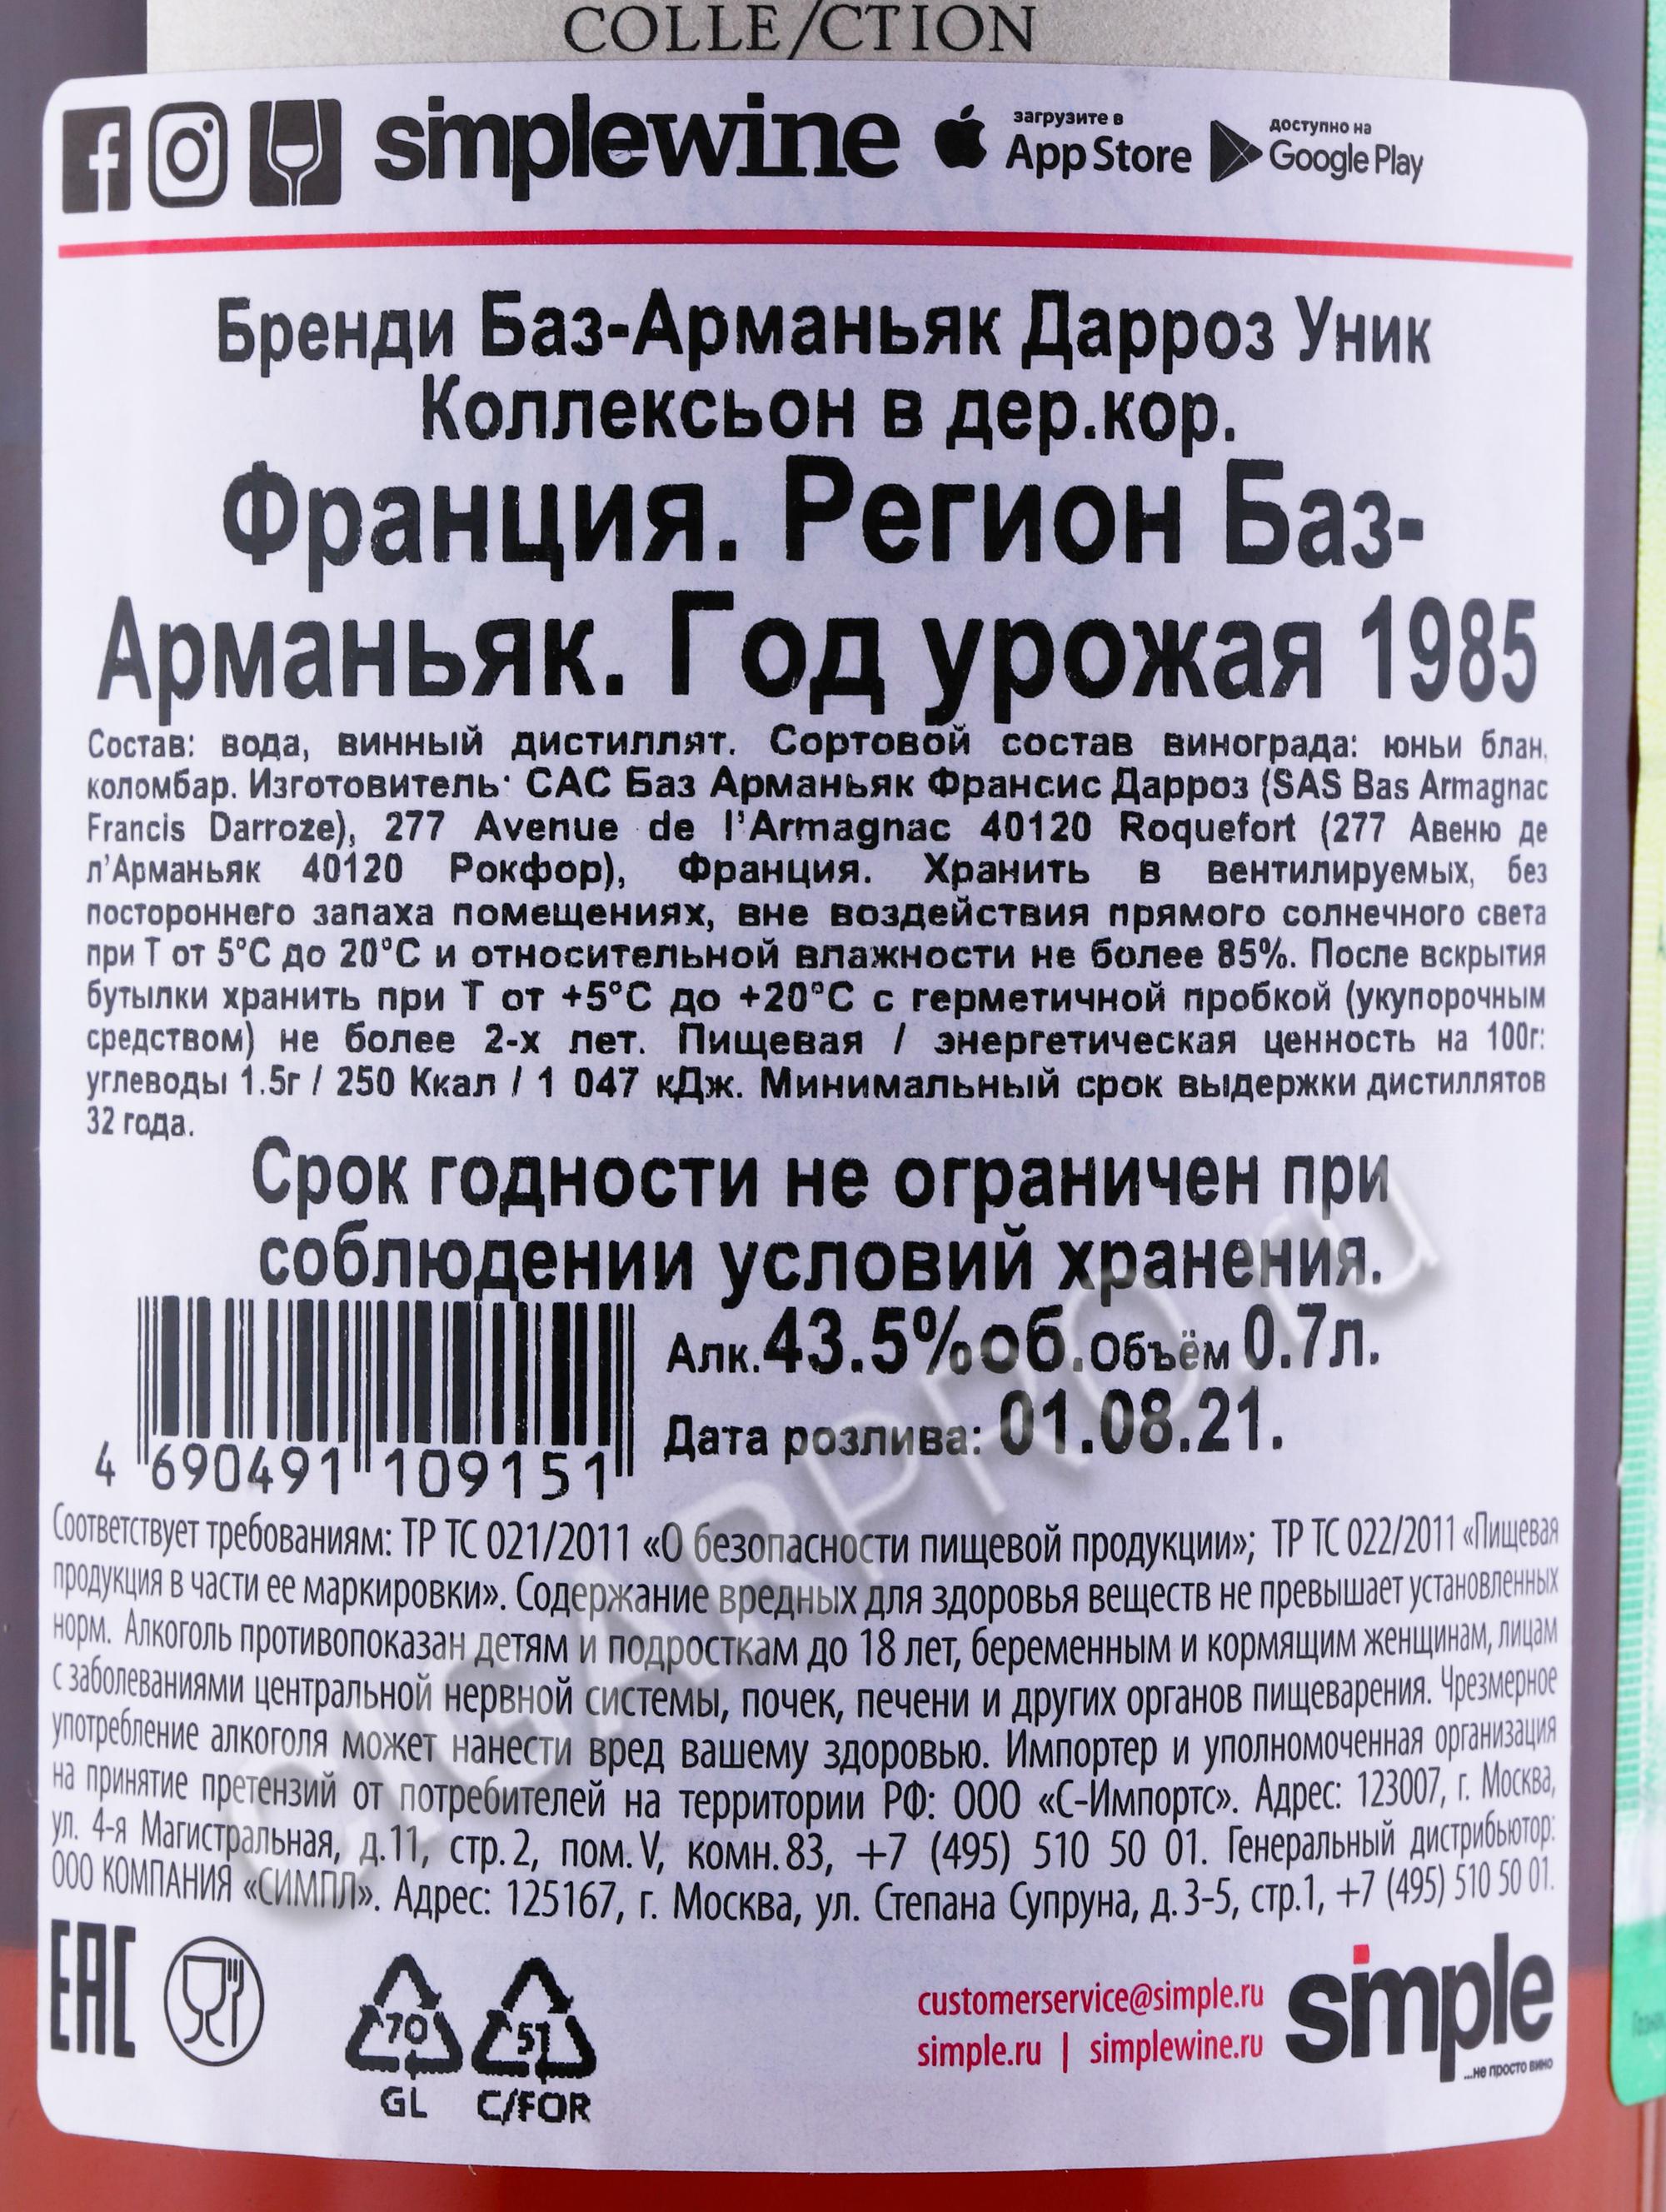 COLLE/CTION
simplewine
загрузите в
App Store
доступно на
Google Play
Бренди Баз-Арманьяк Дарроз Уник
Коллексьон в дер.кор.
Франция. Регион Баз-
Арманьяк. Год урожая 1985
Состав: вода, винный дистиллят. Сортовой состав винограда: юньи блан,
коломбар. Изготовитель: САС Баз Арманьяк Франсис Дарроз (SAS Bas Armagnac
Francis Darroze), 277 Avenue de l'Armagnac 40120 Roquefort (277 Авеню де
л'Арманьяк 40120 Рокфор), Франция. Хранить в вентилируемых, без
постороннего запаха помещениях, вне воздействия прямого солнечного света
при Т от 5°С до 20°С и относительной влажности не более 85%. После вскрытия
бутылки хранить при Т от +5°С до +20°С с герметичной пробкой (укупорочным
средством) не более 2-х лет. Пищевая / энергетическая ценность на 100г:
углеводы 1.5г / 250 Ккал / 1 047 кДж. Минимальный срок выдержки дистиллятов
32 года.
Срок годности не ограничен при
соблюдении условий хранения.
Алк.43.5%об.Объём 0.7л.
Дата розлива: 01.08.21.
4 690491 109151
Соответствует требованиям: ТР ТС 021/2011 «О безопасности пищевой продукции»; ТР ТС 022/2011 «Пищевая
продукция в части ее маркировки». Содержание вредных для здоровья веществ не превышает установленных
норм. Алкоголь противопоказан детям и подросткам до 18 лет, беременным и кормящим женщинам, лицам
с заболеваниями центральной нервной системы, почек, печени и других органов пищеварения. Чрезмерное
употребление алкоголя может нанести вред вашему здоровью. Импортер и уполномоченная организация
на принятие претензий от потребителей на территории РФ: ООО «С-Импортс». Адрес: 123007, г. Москва,
ул. 4-я Магистральная, д.11, стр.2, пом.V, комн.83, +7 (495) 510 50 01. Генеральный дистрибьютор:
ООО КОМПАНИЯ «СИМПЛ». Адрес: 125167, г. Москва, ул. Степана Супруна, д.3-5, стр.1, +7 (495) 510 50 01.
CIGARPRO.ru
EAC
70
GL
51
C/FOR
customerservice@simple.ru
simple.ru | simplewine.ru
simple
...не просто вино